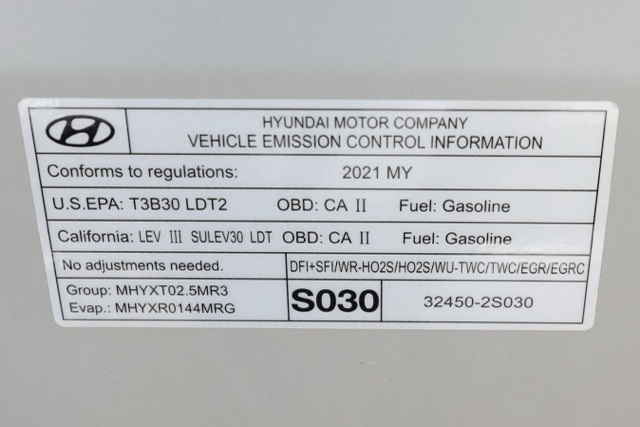 HYUNDAI MOTOR COMPANY
VEHICLE EMISSION CONTROL INFORMATION
Conforms to regulations: 2021 MY
U.S.EPA: T3B30 LDT2 OBD: CA II Fuel: Gasoline
California: LEV III SULEV30 LDT OBD: CA II Fuel: Gasoline
No adjustments needed. DFI+SFI/WR-HO2S/HO2S/WU-TWC/TWC/EGR/EGRC
Group: MHYXT02.5MR3
Evap.: MHYXR0144MRG
S030 32450-2S030